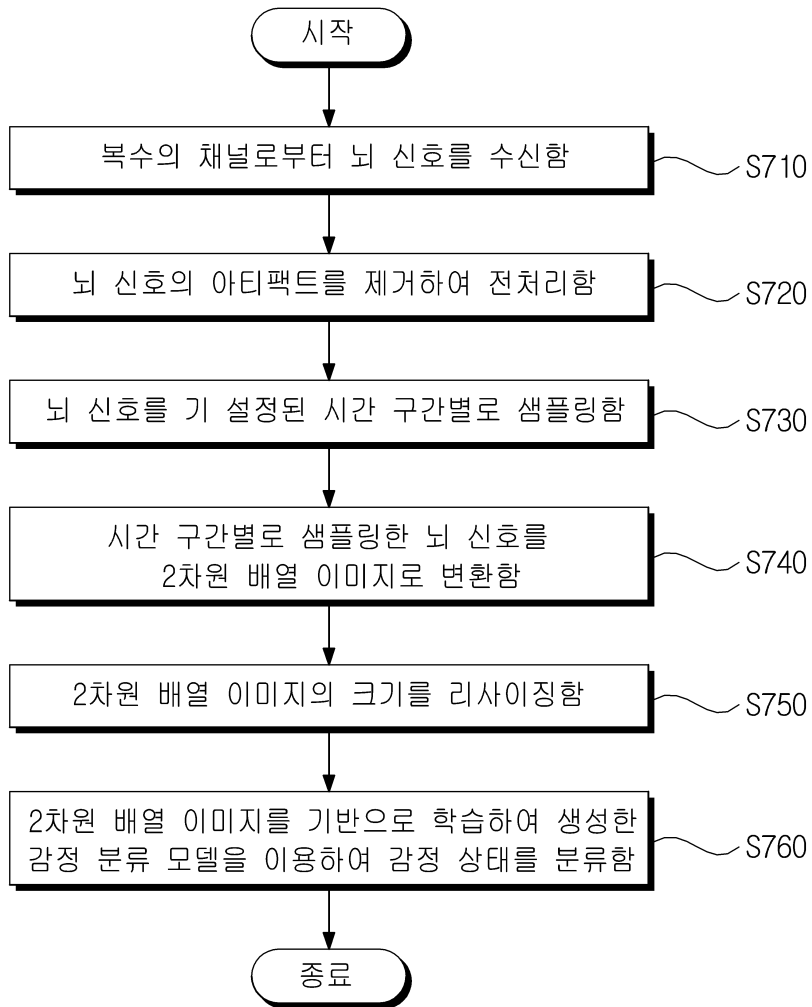 시작
복수의 채널로부터 뇌 신호를 수신함
S710
뇌 신호의 아티팩트를 제거하여 전처리함
S720
뇌 신호를 기 설정된 시간 구간별로 샘플링함
S730
시간 구간별로 샘플링한 뇌 신호를
2차원 배열 이미지로 변환함
S740
2차원 배열 이미지의 크기를 리사이징함
S750
2차원 배열 이미지를 기반으로 학습하여 생성한
감정 분류 모델을 이용하여 감정 상태를 분류함
S760
종료